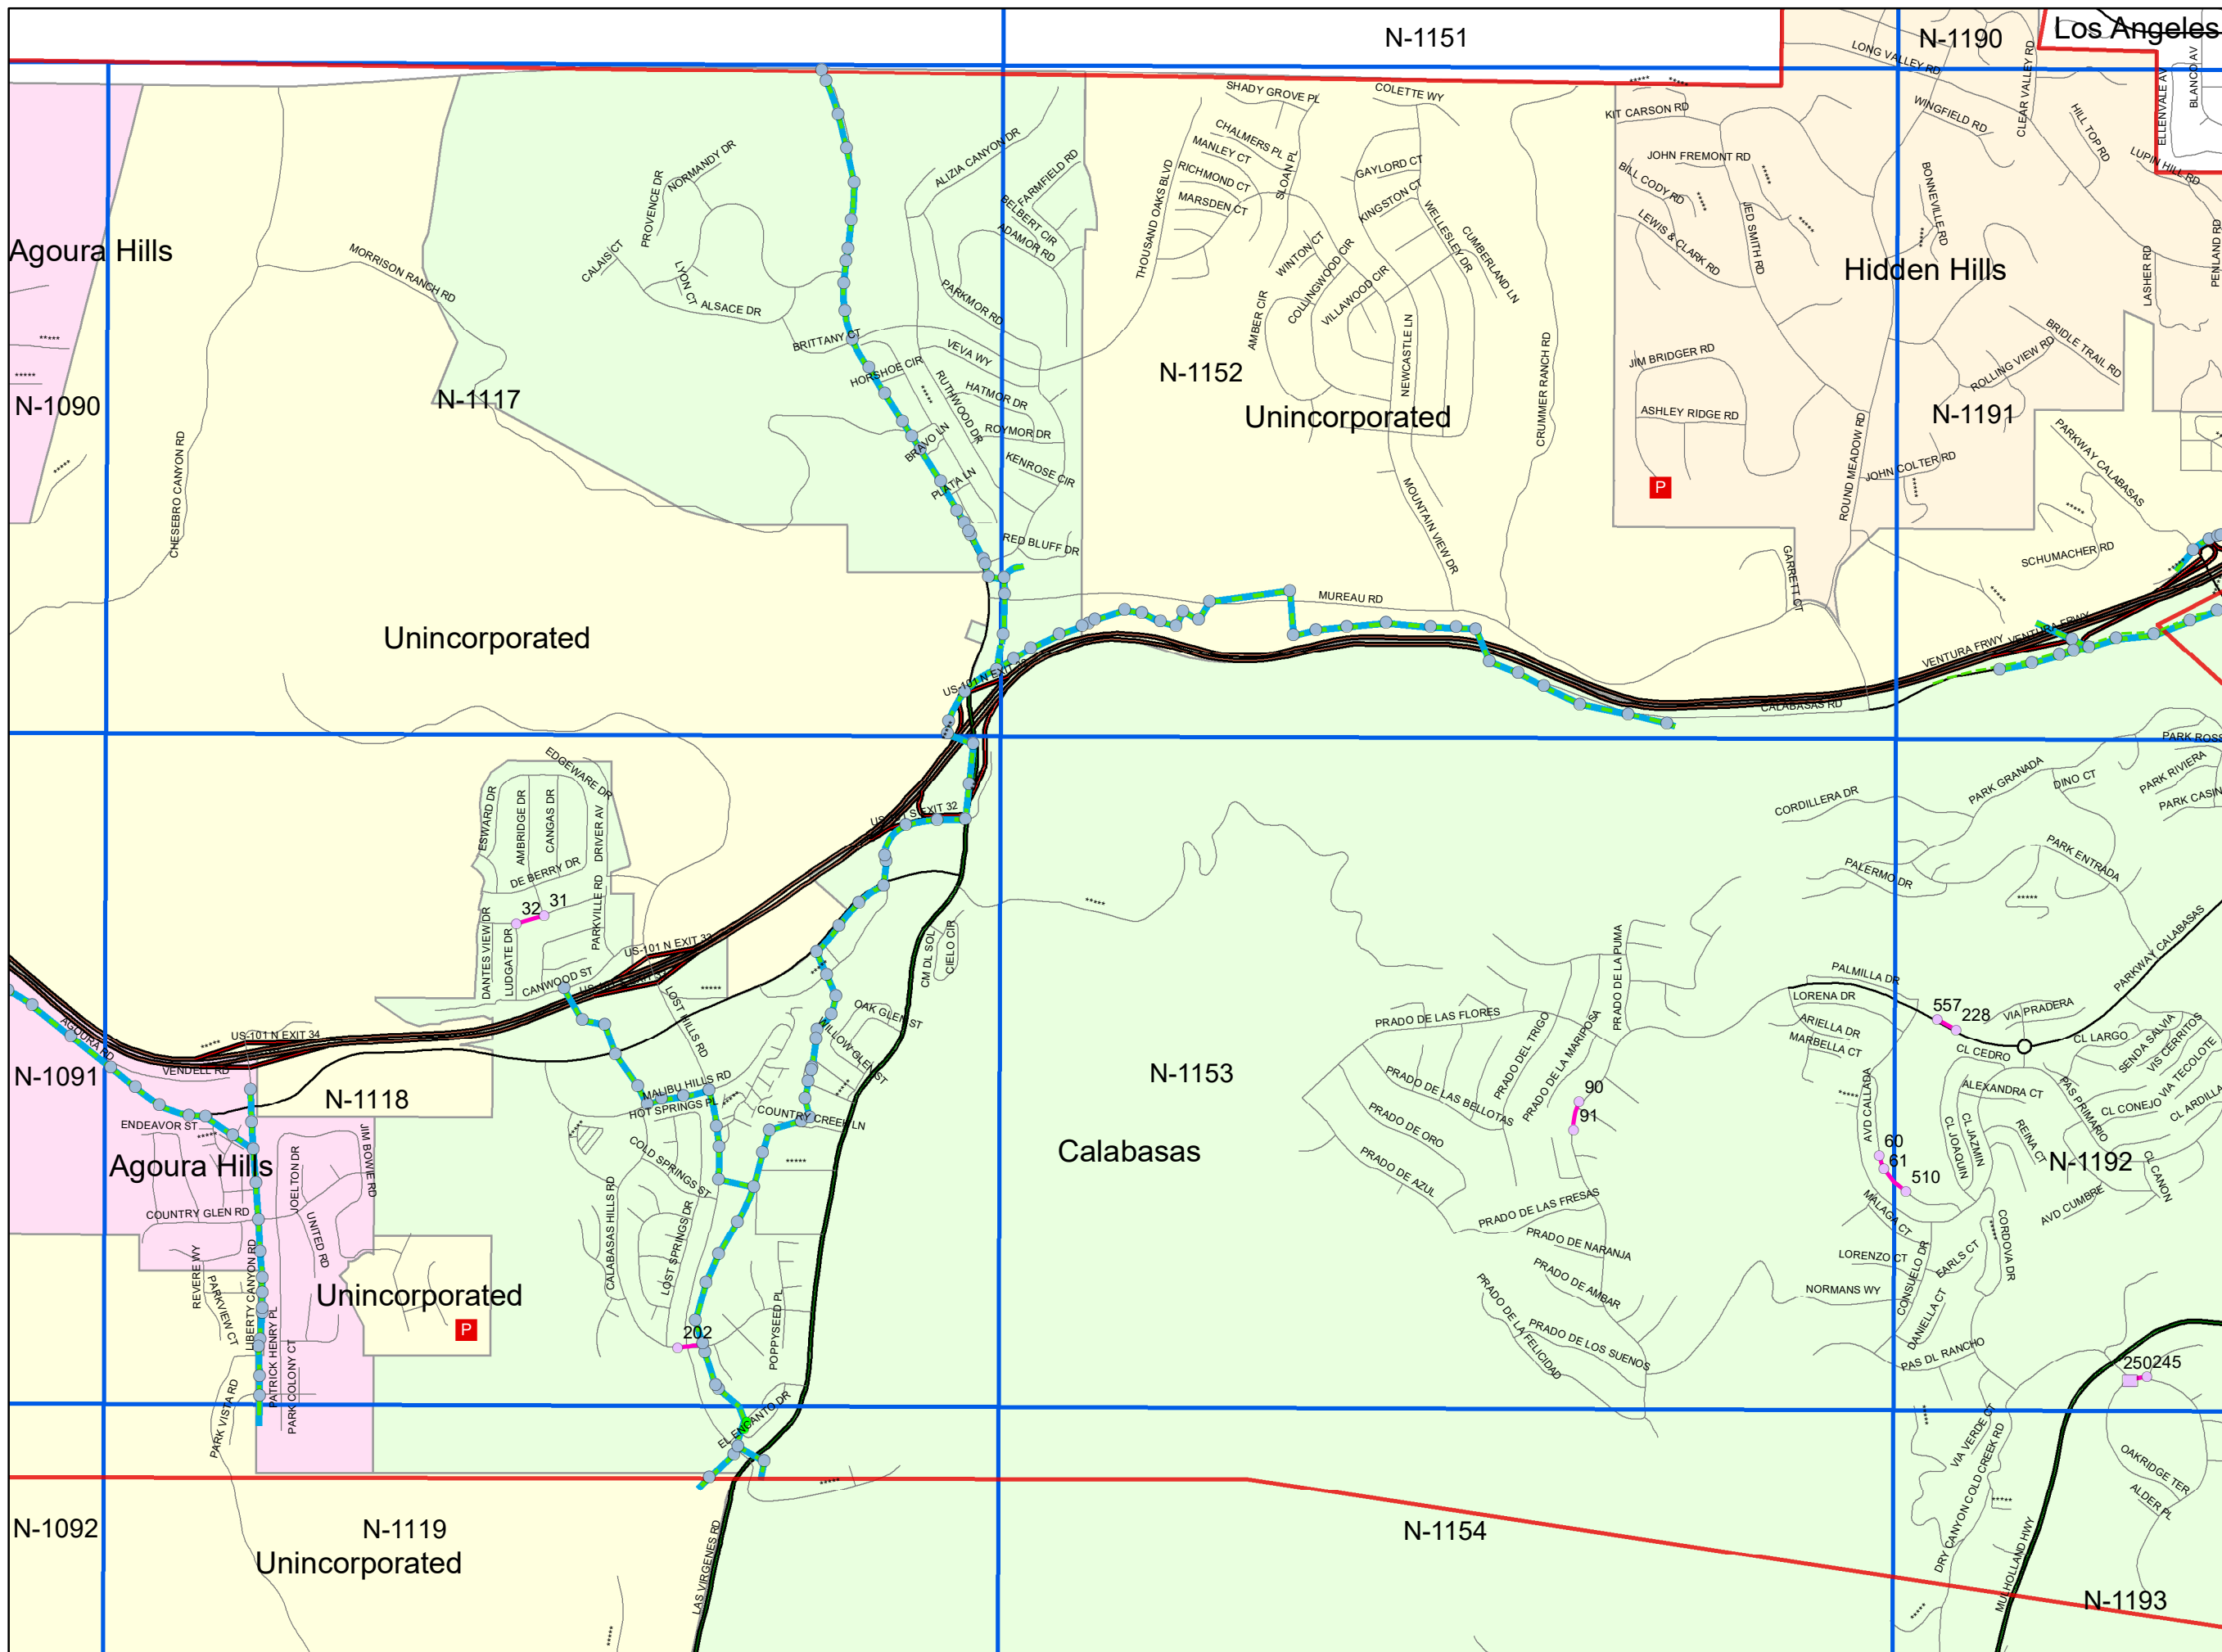 N-1151
N-1190
Los Angeles
LONG VALLEY RD
CLEAR VALLEY RD
BLANCO AV
ELLENVALE AV
SHADY GROVE PL
COLETTE WY
*****
*****
KIT CARSON RD
WINGFIELD RD
HILL TOP RD
LUPIN HILL RD
CHALMERS PL
MANLEY CT
RICHMOND CT
MARSDEN CT
SLOAN PL
GAYLORD CT
KINGSTON CT
JOHN FREMONT RD
*****
BILL CODY RD
*****
LEWIS & CLARK RD
JED SMITH RD
*****
BONNEVILLE RD
*****
PENLAND RD
LASHER RD
Hidden Hills
NORMANDY DR
PROVENCE DR
ALIZIA CANYON DR
FARMFIELD RD
BELBERT CIR
ADAMOR RD
THOUSAND OAKS BLVD
WINTON CT
COLLINGWOOD CIR
VILLAWOOD CIR
WELLESLEY DR
CUMBERLAND LN
AMBER CIR
Agoura Hills
MORRISON RANCH RD
CALAIS CT
LYON CT
ALSACE DR
PARKMOR RD
BRITTANY CT
VEVA WY
HORSHOE CIR
*****
RUTHWOOD DR
HATMOR DR
ROYMOR DR
KENROSE CIR
BRAVO LN
PLATA LN
RED BLUFF DR
*****
*****
N-1090
N-1117
N-1152
Unincorporated
NEWCASTLE LN
CRUMMER RANCH RD
MOUNTAIN VIEW DR
JIM BRIDGER RD
ASHLEY RIDGE RD
P
ROUND MEADOW RD
BRIDLE TRAIL RD
ROLLING VIEW RD
N-1191
JOHN COLTER RD
*****
PARKWAY CALABASAS
*****
SCHUMACHER RD
*****
*****
GARRETT CT
CHESEBRO CANYON RD
*****
Unincorporated
MUREAU RD
VENTURA FRWY
VENTURA FRWY
CALABASAS RD
EDGEWARE DR
ESWARD DR
AMBRIDGE DR
CANGAS DR
DRIVER AV
DE BERRY DR
32
31
DANTES VIEW DR
LUDGATE DR
PARKVILLE RD
CANWOOD ST
US-101 N EXIT 33
LOST HILLS RD
*****
US-101 S EXIT 32
CM DL SOL
CIELO CIR
*****
*****
OAK GLEN ST
WILLOW GLEN ST
*****
PARK ROSS
PARK GRANADA
DINO CT
PARK RIVIERA
PARK CASIN
CORDILLERA DR
PARK ENTRADA
PALERMO DR
*****
PARKWAY CALABASAS
PALMILLA DR
LORENA DR
ARIELLA DR
MARBELLA CT
557
228
VIA PRADERA
CL LARGO
CL CEDRO
SENDA SALVIA
VIS CERRITOS
VIA TECOLOTE
CL ARDILLA
CL CONEJO
ALEXANDRA CT
PAS PRIMARIO
CL JAZMIN
CL JOAQUIN
REINA CT
CL CANON
AVD CUMBRE
N-1192
*****
AVD CALLADA
60
61
510
MALAGA CT
LORENZO CT
NORMANS WY
CONSUELO DR
EARLS CT
CORDOVA DR
*****
DANIELLA CT
PAS DL RANCHO
PRADO DE LA PUMA
PRADO DE LAS FLORES
PRADO DEL TRIGO
PRADO DE LA MARIPOSA
90
91
PRADO DE LAS BELLOTAS
PRADO DE ORO
PRADO DE AZUL
PRADO DE LAS FRESAS
PRADO DE NARANJA
PRADO DE AMBAR
PRADO DE LOS SUENOS
PRADO DE LA FELICIDAD
N-1153
Calabasas
AGOURA RD
*****
US-101 N EXIT 34
VENDELL RD
N-1091
N-1118
ENDEAVOR ST
*****
Agoura Hills
JOELTON DR
JIM BOWIE RD
COUNTRY GLEN RD
UNITED RD
REVERE WY
PARKVIEW CT
LIBERTY CANYON RD
PATRICK HENRY PL
PARK COLONY CT
PARK VISTA RD
Unincorporated
P
MALIBU HILLS RD
HOT SPRINGS PL
*****
*****
COUNTRY CREEK LN
*****
COLD SPRINGS ST
CALABASAS HILLS RD
LOST SPRINGS DR
POPPYSEED PL
202
EL ENCANTO DR
*****
250
245
*****
VIA VERDE CT
DRY CANYON COLD CREEK RD
*****
OAKRIDGE TER
ALDER PL
MULHOLLAND HWY
*****
N-1092
N-1119
Unincorporated
LAS VIRGENES RD
*****
N-1154
N-1193